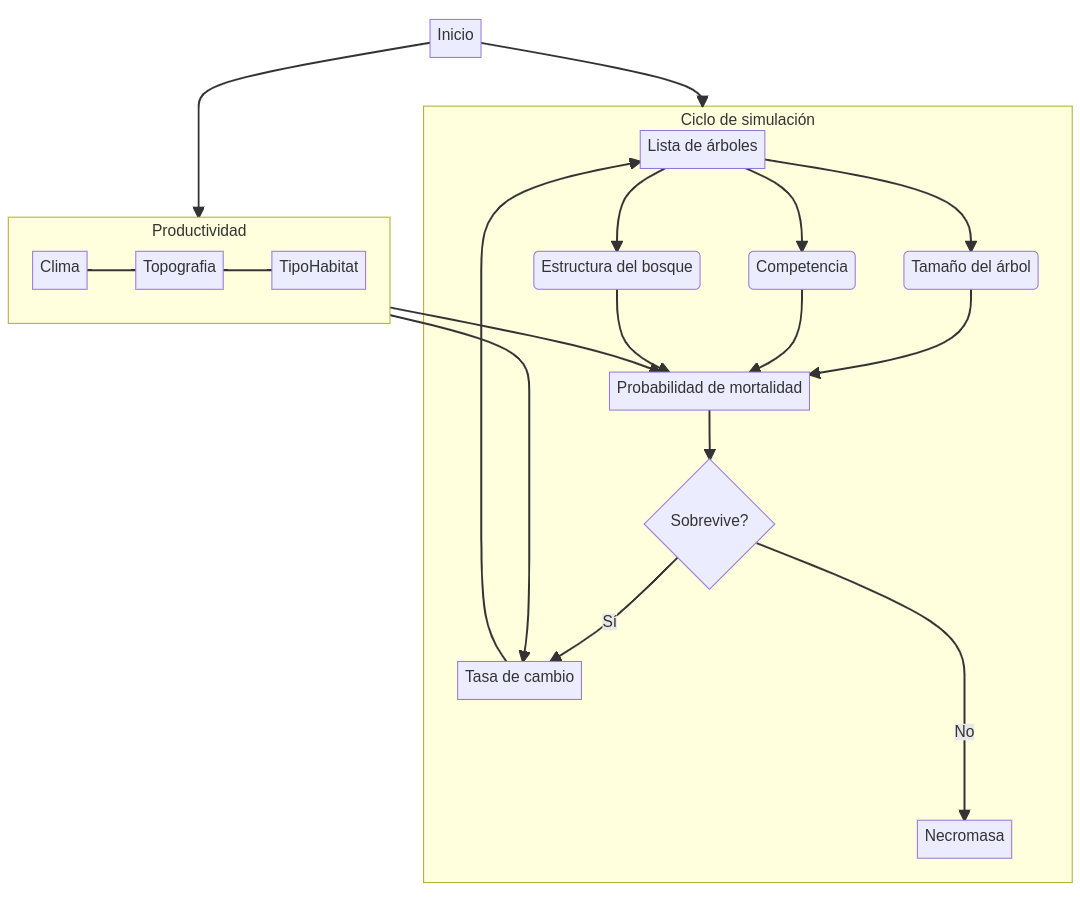 Inicio
Ciclo de simulación
Lista de árboles
Productividad
Clima
Topografia
TipoHabitat
Estructura del bosque
Competencia
Tamaño del árbol
Probabilidad de mortalidad
Sobrevive?
Sí
Tasa de cambio
No
Necromasa